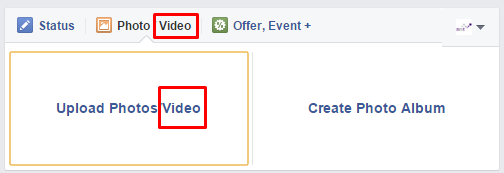 Status Photo Video Offer, Event +
Upload Photos Video Create Photo Album